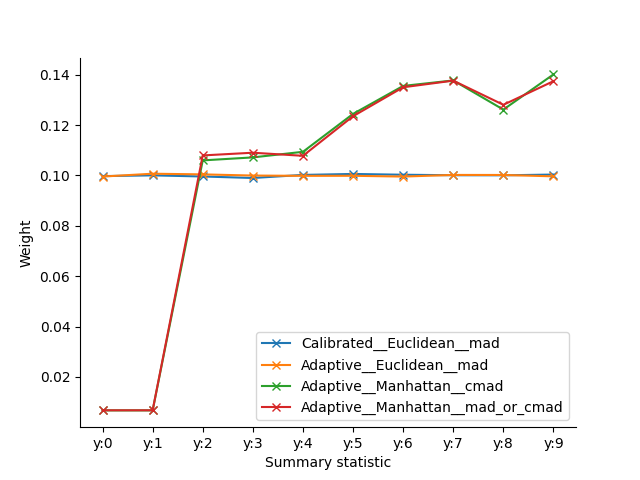 0.14
0.12
0.10
0.08
0.06
0.04
0.02
Weight
Calibrated__Euclidean__mad
Adaptive__Euclidean__mad
Adaptive__Manhattan__cmad
Adaptive__Manhattan__mad_or_cmad
y:0 y:1 y:2 y:3 y:4 y:5 y:6 y:7 y:8 y:9
Summary statistic